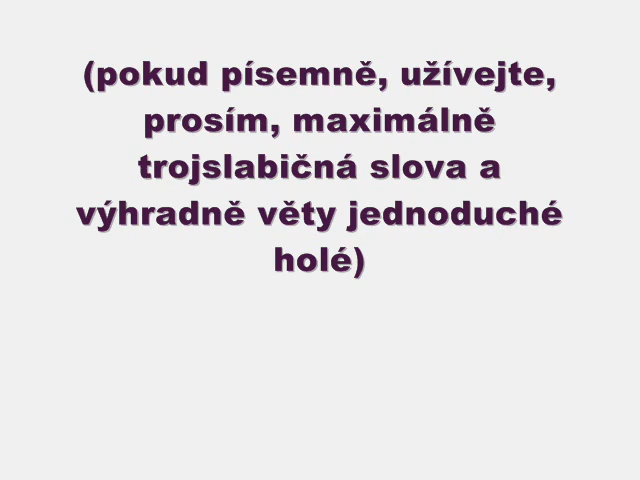 (pokud písemně, užívejte,
prosím, maximálně
trojslabičná slova a
výhradně věty jednoduché
holé)